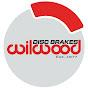 DISC BRAKES
wilwood
Est. 1977